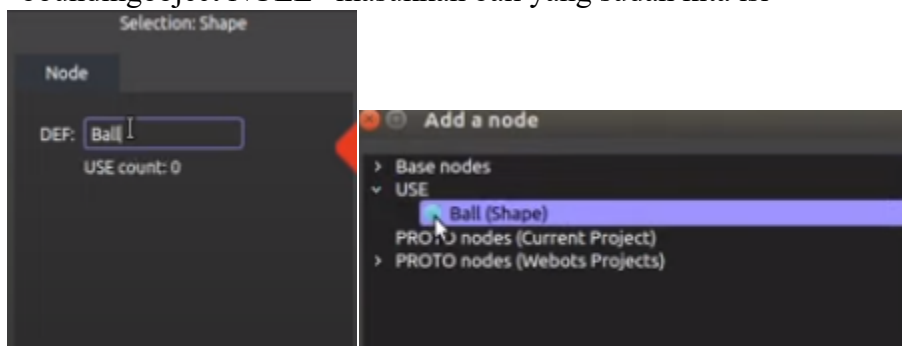 Selection: Shape
Node
DEF: Ball
USE count: 0
Add a node
Base nodes
USE
Ball (Shape)
PROTO nodes (Current Project)
PROTO nodes (Webots Projects)